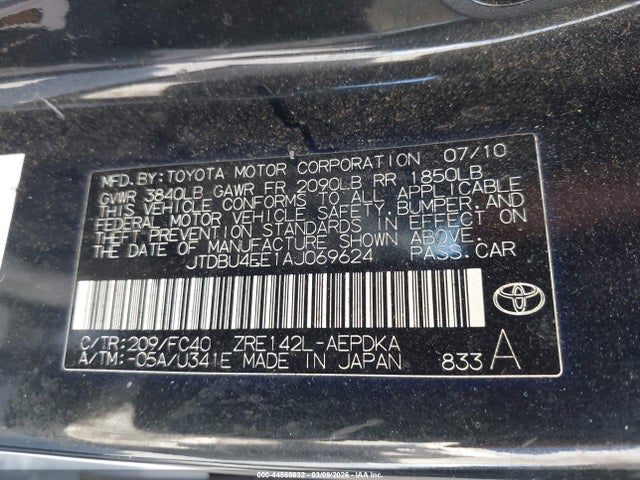 MFD. BY: TOYOTA MOTOR CORPORATION 07/10
GVWR 3840LB GAWR FR 2090LB RR 1850LB
THIS VEHICLE CONFORMS TO ALL APPLICABLE
FEDERAL MOTOR VEHICLE SAFETY, BUMPER, AND
THEFT PREVENTION STANDARDS IN EFFECT ON
THE DATE OF MANUFACTURE SHOWN ABOVE.
JTDBU4EE1AJ069624 PASS. CAR
C/TR: 209/FC40 ZRE142L-AEPDKA
A/TM: -05A/U341E MADE IN JAPAN 833 A
TOYOTA
000-44568632 - 03/09/2026 - IAA Inc.